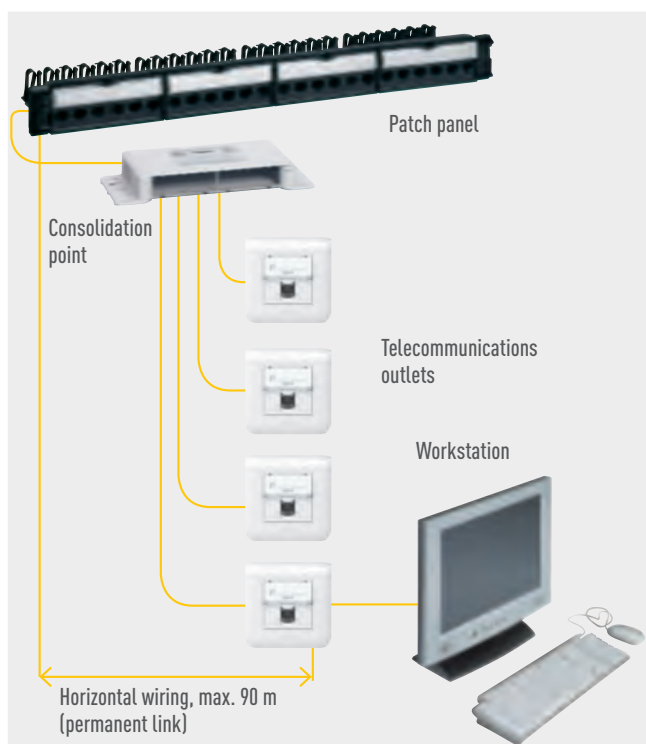 Patch panel
Consolidation
point
Telecommunications
outlets
Workstation
Horizontal wiring, max. 90 m
(permanent link)